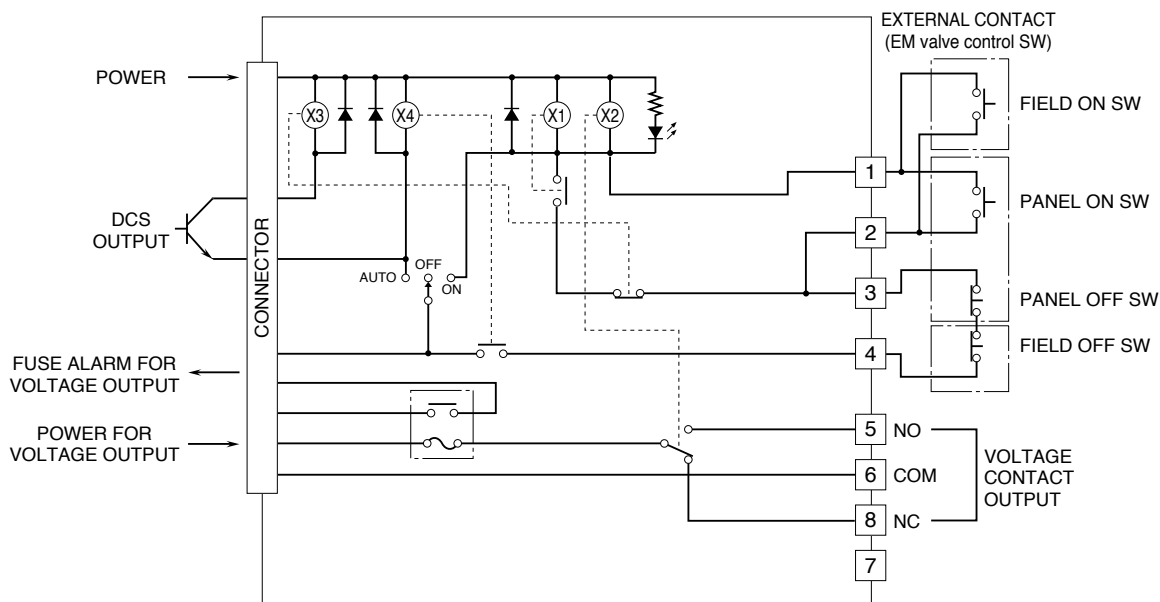 EXTERNAL CONTACT
(EM valve control SW)
POWER
X3
X4
X1
X2
FIELD ON SW
1
PANEL ON SW
DCS
OUTPUT
2
CONNECTOR
AUTO
OFF
ON
3
PANEL OFF SW
FIELD OFF SW
4
FUSE ALARM FOR
VOLTAGE OUTPUT
POWER FOR
VOLTAGE OUTPUT
5 NO
6 COM
8 NC
VOLTAGE
CONTACT
OUTPUT
7